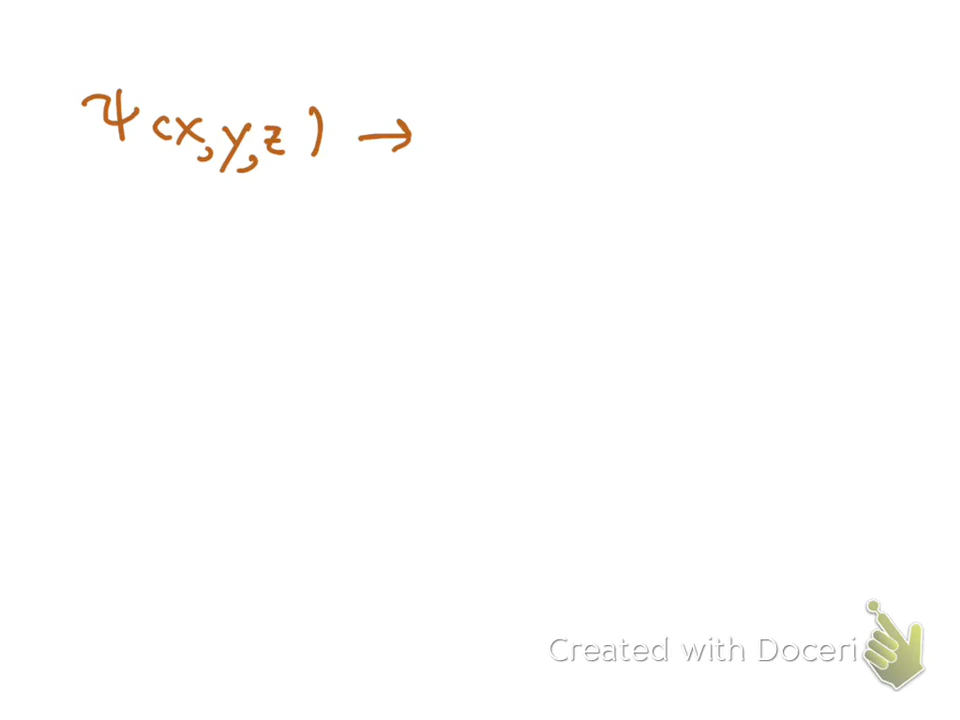 Ψ(x,y,z) →
Created with Doceri